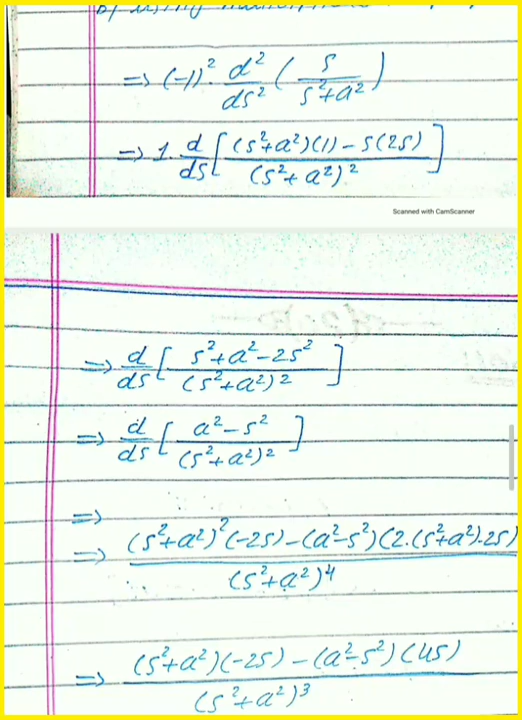 by using
=> (-1)². d²/ds² ( s/(s²+a²) )
=> 1. d/ds [ ((s²+a²)(1) - s(2s))/(s²+a²)² ]
Scanned with CamScanner
=> d/ds [ (s²+a²-2s²)/(s²+a²)² ]
=> d/ds [ (a²-s²)/(s²+a²)² ]
=>
=> ((s²+a²)²(-2s)-(a²-s²)(2.(s²+a²).2s))/(s²+a²)⁴
=> ((s²+a²)(-2s) - (a²-s²)(4s))/(s²+a²)³